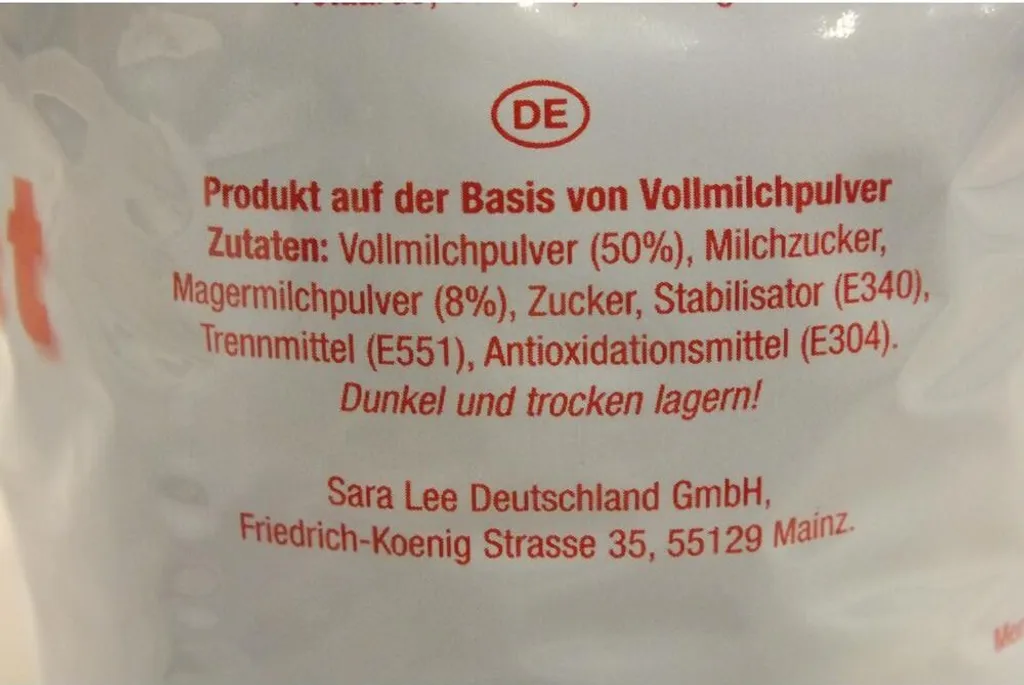 DE
Produkt auf der Basis von Vollmilchpulver
Zutaten: Vollmilchpulver (50%), Milchzucker,
Magermilchpulver (8%), Zucker, Stabilisator (E340),
Trennmittel (E551), Antioxidationsmittel (E304).
Dunkel und trocken lagern!
Sara Lee Deutschland GmbH,
Friedrich-Koenig Strasse 35, 55129 Mainz.
t